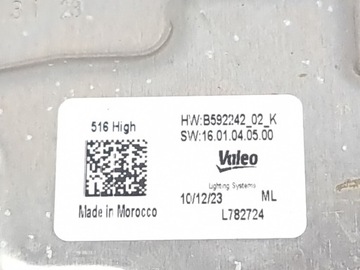 516 High
HW:B592242_02_K
SW:16.01.04.05.00
Valeo
Lighting Systems
10/12/23 ML
Made in Morocco
L782724